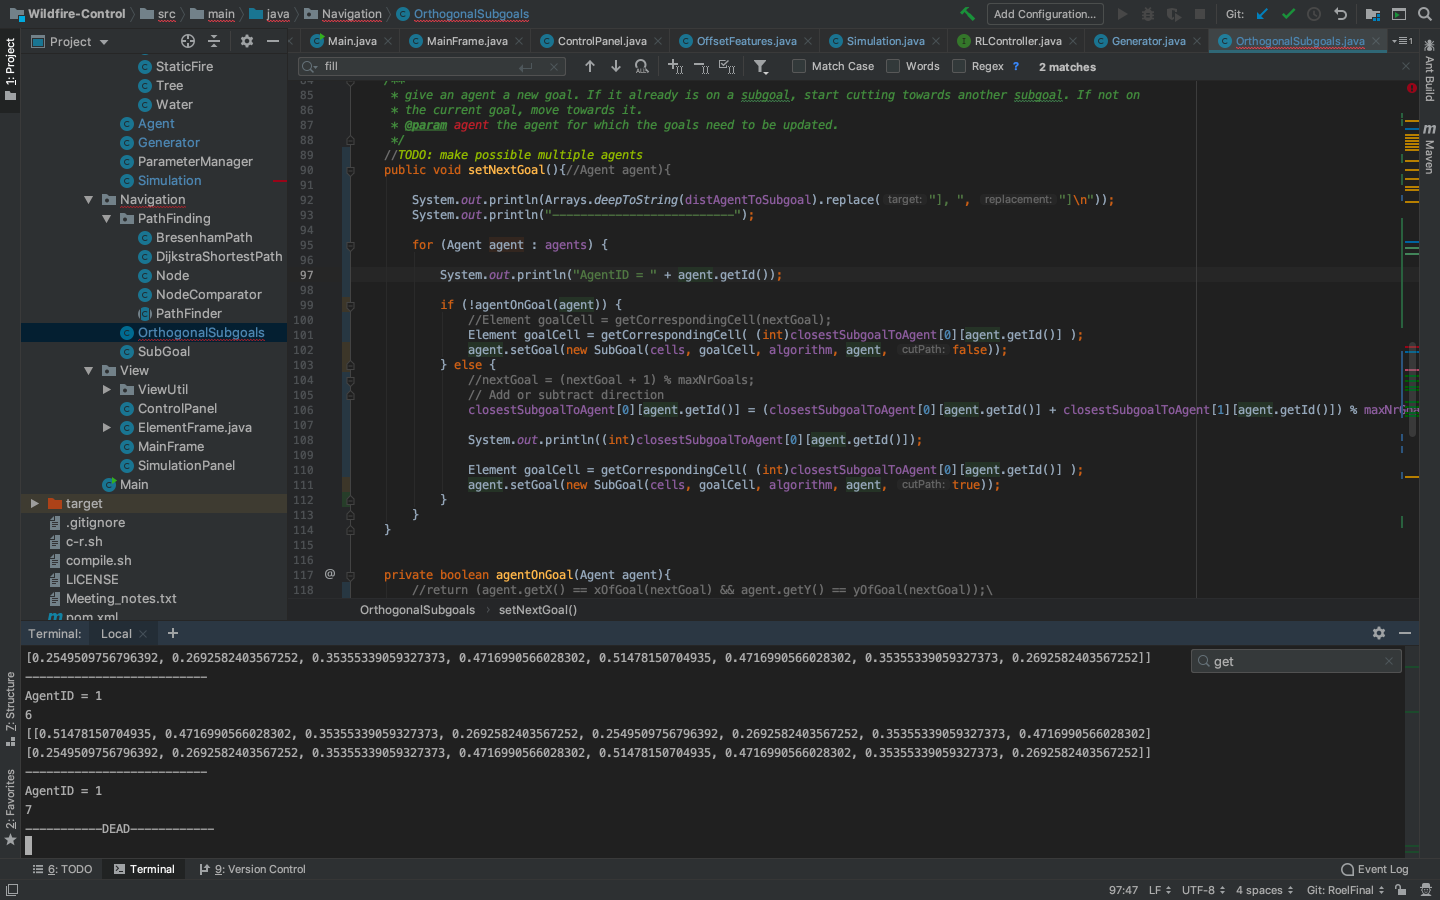 Wildfire-Control src main java Navigation OrthogonalSubgoals Add Configuration... Git:
1: Project
Project
Main.java MainFrame.java ControlPanel.java OffsetFeatures.java Simulation.java RLController.java Generator.java OrthogonalSubgoals.java
fill Match Case Words Regex ? 2 matches
StaticFire
Tree
Water
Agent
Generator
ParameterManager
Simulation
Navigation
PathFinding
BresenhamPath
DijkstraShortestPath
Node
NodeComparator
PathFinder
OrthogonalSubgoals
SubGoal
View
ViewUtil
ControlPanel
ElementFrame.java
MainFrame
SimulationPanel
Main
target
.gitignore
c-r.sh
compile.sh
LICENSE
Meeting_notes.txt
pom.xml
84 /**
85 * give an agent a new goal. If it already is on a subgoal, start cutting towards another subgoal. If not on
86 * the current goal, move towards it.
87 * @param agent the agent for which the goals need to be updated.
88 */
89 //TODO: make possible multiple agents
90 public void setNextGoal(){//Agent agent){
91
92 System.out.println(Arrays.deepToString(distAgentToSubgoal).replace( target: "], ", replacement: "]\n"));
93 System.out.println("--------------------------");
94
95 for (Agent agent : agents) {
96
97 System.out.println("AgentID = " + agent.getId());
98
99 if (!agentOnGoal(agent)) {
100 //Element goalCell = getCorrespondingCell(nextGoal);
101 Element goalCell = getCorrespondingCell( (int)closestSubgoalToAgent[0][agent.getId()] );
102 agent.setGoal(new SubGoal(cells, goalCell, algorithm, agent, cutPath: false));
103 } else {
104 //nextGoal = (nextGoal + 1) % maxNrGoals;
105 // Add or subtract direction
106 closestSubgoalToAgent[0][agent.getId()] = (closestSubgoalToAgent[0][agent.getId()] + closestSubgoalToAgent[1][agent.getId()]) % maxNrGoa
107
108 System.out.println((int)closestSubgoalToAgent[0][agent.getId()]);
109
110 Element goalCell = getCorrespondingCell( (int)closestSubgoalToAgent[0][agent.getId()] );
111 agent.setGoal(new SubGoal(cells, goalCell, algorithm, agent, cutPath: true));
112 }
113 }
114 }
115
116
117 @ private boolean agentOnGoal(Agent agent){
118 //return (agent.getX() == xOfGoal(nextGoal) && agent.getY() == yOfGoal(nextGoal));\
OrthogonalSubgoals setNextGoal()
Ant Build
Maven
Terminal: Local +
get
[0.2549509756796392, 0.2692582403567252, 0.35355339059327373, 0.4716990566028302, 0.51478150704935, 0.4716990566028302, 0.35355339059327373, 0.2692582403567252]]
--------------------------
AgentID = 1
6
[[0.51478150704935, 0.4716990566028302, 0.35355339059327373, 0.2692582403567252, 0.2549509756796392, 0.2692582403567252, 0.35355339059327373, 0.4716990566028302]
[0.2549509756796392, 0.2692582403567252, 0.35355339059327373, 0.4716990566028302, 0.51478150704935, 0.4716990566028302, 0.35355339059327373, 0.2692582403567252]]
--------------------------
AgentID = 1
7
-----------DEAD------------
Z: Structure
2: Favorites
6: TODO Terminal 9: Version Control Event Log
97:47 LF UTF-8 4 spaces Git: RoelFinal